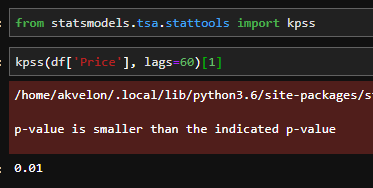 from statsmodels.tsa.stattools import kpss
kpss(df['Price'], lags=60)[1]
/home/akvelon/.local/lib/python3.6/site-packages/s
p-value is smaller than the indicated p-value
0.01